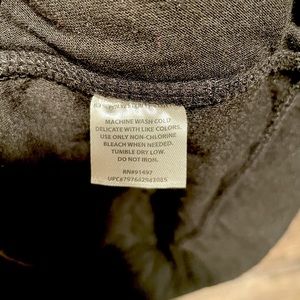 POLYESTER
MACHINE WASH COLD
DELICATE WITH LIKE COLORS.
USE ONLY NON-CHLORINE
BLEACH WHEN NEEDED.
TUMBLE DRY LOW.
DO NOT IRON.
RN#91497